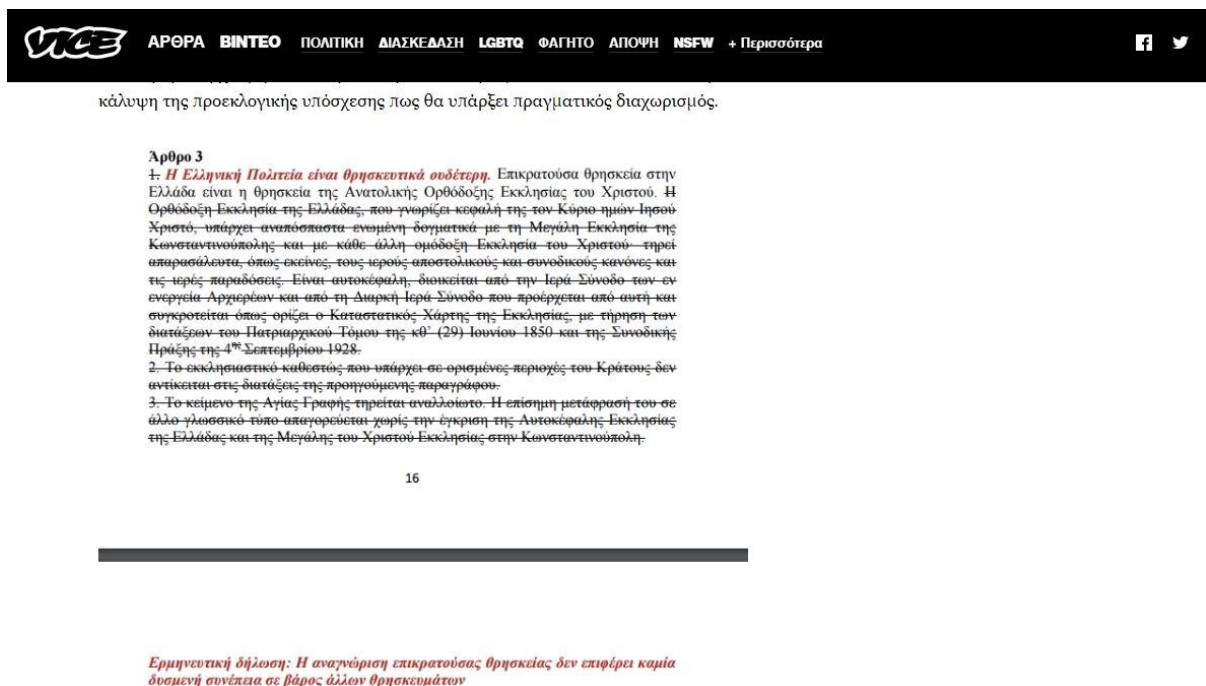 VICE ΑΡΘΡΑ ΒΙΝΤΕΟ ΠΟΛΙΤΙΚΗ ΔΙΑΣΚΕΔΑΣΗ LGBTQ ΦΑΓΗΤΟ ΑΠΟΨΗ NSFW + Περισσότερα
κάλυψη της προεκλογικής υπόσχεσης πως θα υπάρξει πραγματικός διαχωρισμός.
Άρθρο 3
1. Η Ελληνική Πολιτεία είναι θρησκευτικά ουδέτερη. Επικρατούσα θρησκεία στην
Ελλάδα είναι η θρησκεία της Ανατολικής Ορθόδοξης Εκκλησίας του Χριστού. Η
Ορθόδοξη Εκκλησία της Ελλάδας, που γνωρίζει κεφαλή της τον Κύριο ημών Ιησού
Χριστό, υπάρχει αναπόσπαστα ενωμένη δογματικά με τη Μεγάλη Εκκλησία της
Κωνσταντινούπολης και με κάθε άλλη ομόδοξη Εκκλησία του Χριστού· τηρεί
απαρασάλευτα, όπως εκείνες, τους ιερούς αποστολικούς και συνοδικούς κανόνες και
τις ιερές παραδόσεις. Είναι αυτοκέφαλη, διοικείται από την Ιερά Σύνοδο των εν
ενεργεία Αρχιερέων και από τη Διαρκή Ιερά Σύνοδο που προέρχεται από αυτή και
συγκροτείται όπως ορίζει ο Καταστατικός Χάρτης της Εκκλησίας, με τήρηση των
διατάξεων του Πατριαρχικού Τόμου της κθ' (29) Ιουνίου 1850 και της Συνοδικής
Πράξης της 4ης Σεπτεμβρίου 1928.
2. Το εκκλησιαστικό καθεστώς που υπάρχει σε ορισμένες περιοχές του Κράτους δεν
αντίκειται στις διατάξεις της προηγούμενης παραγράφου.
3. Το κείμενο της Αγίας Γραφής τηρείται αναλλοίωτο. Η επίσημη μετάφρασή του σε
άλλο γλωσσικό τύπο απαγορεύεται χωρίς την έγκριση της Αυτοκέφαλης Εκκλησίας
της Ελλάδας και της Μεγάλης του Χριστού Εκκλησίας στην Κωνσταντινούπολη.
16
Ερμηνευτική δήλωση: Η αναγνώριση επικρατούσας θρησκείας δεν επιφέρει καμία
δυσμενή συνέπεια σε βάρος άλλων θρησκευμάτων